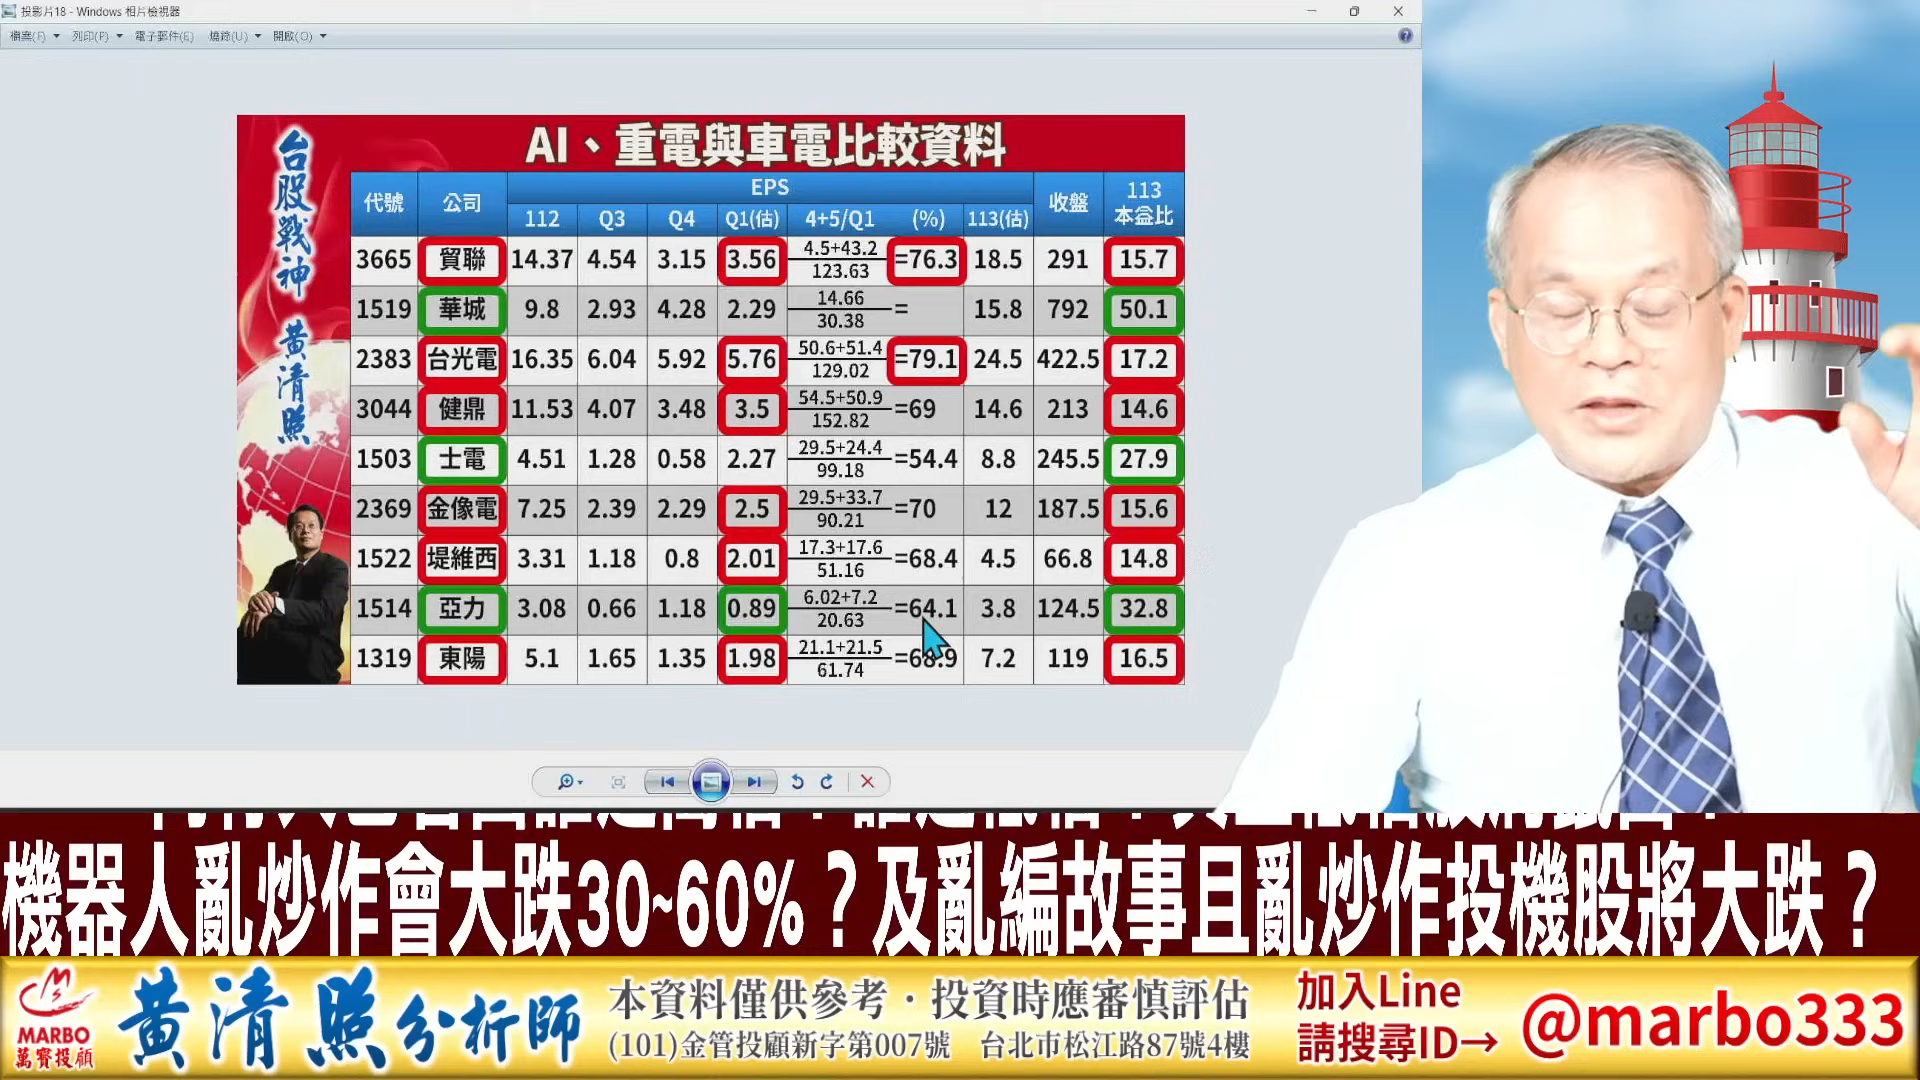 投影片18 - Windows 相片檢視器
檔案(F) 列印(P) 電子郵件(E) 燒錄(U) 開啟(O)
台股戰神 黃清照
AI、重電與車電比較資料
代號 公司 EPS 收盤 113本益比
112 Q3 Q4 Q1(估) 4+5/Q1 (%) 113(估)
3665 貿聯 14.37 4.54 3.15 3.56 4.5+43.2/123.63 =76.3 18.5 291 15.7
1519 華城 9.8 2.93 4.28 2.29 14.66/30.38 = 15.8 792 50.1
2383 台光電 16.35 6.04 5.92 5.76 50.6+51.4/129.02 =79.1 24.5 422.5 17.2
3044 健鼎 11.53 4.07 3.48 3.5 54.5+50.9/152.82 =69 14.6 213 14.6
1503 士電 4.51 1.28 0.58 2.27 29.5+24.4/99.18 =54.4 8.8 245.5 27.9
2369 金像電 7.25 2.39 2.29 2.5 29.5+33.7/90.21 =70 12 187.5 15.6
1522 堤維西 3.31 1.18 0.8 2.01 17.3+17.6/51.16 =68.4 4.5 66.8 14.8
1514 亞力 3.08 0.66 1.18 0.89 6.02+7.2/20.63 =64.1 3.8 124.5 32.8
1319 東陽 5.1 1.65 1.35 1.98 21.1+21.5/61.74 =68.9 7.2 119 16.5
機器人亂炒作會大跌30~60%？及亂編故事且亂炒作投機股將大跌？
MARBO
萬寶投顧
黃清照分析師
本資料僅供參考．投資時應審慎評估
(101)金管投顧新字第007號 台北市松江路87號4樓
加入Line
請搜尋ID→
@marbo333